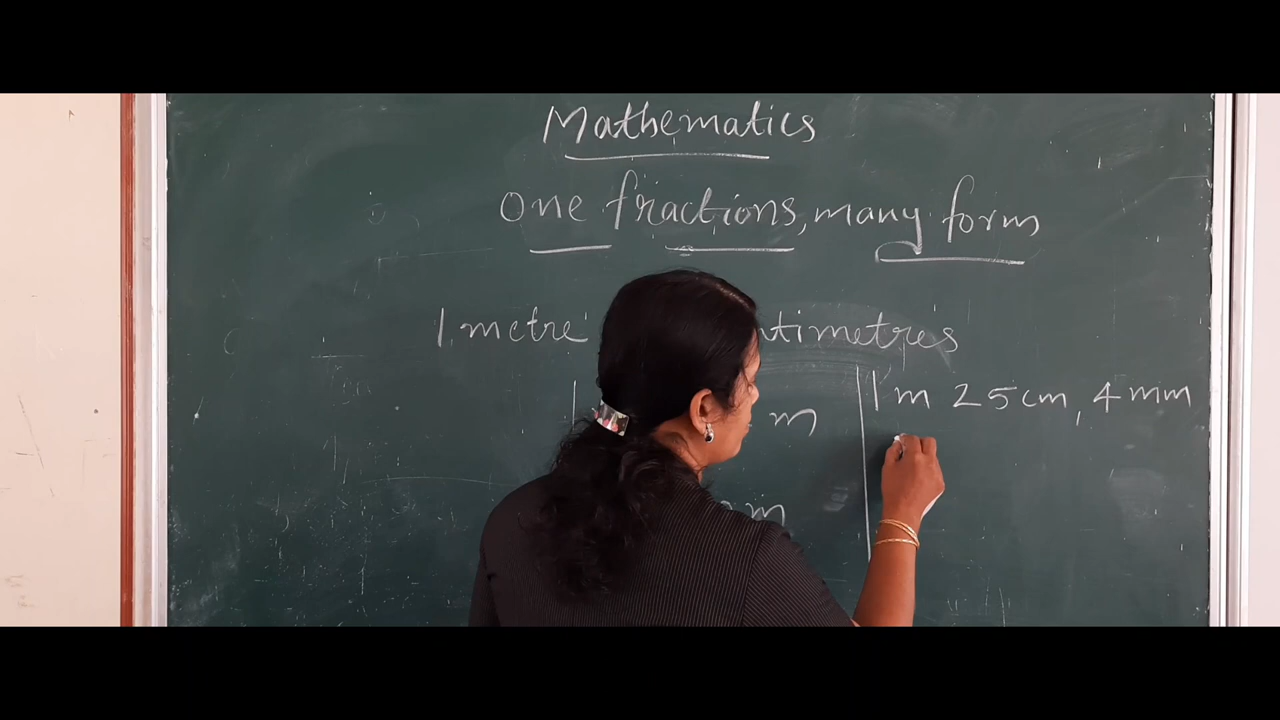 Mathematics
One fractions, many form
1 metre
m
1 m 25 cm, 4 mm
m